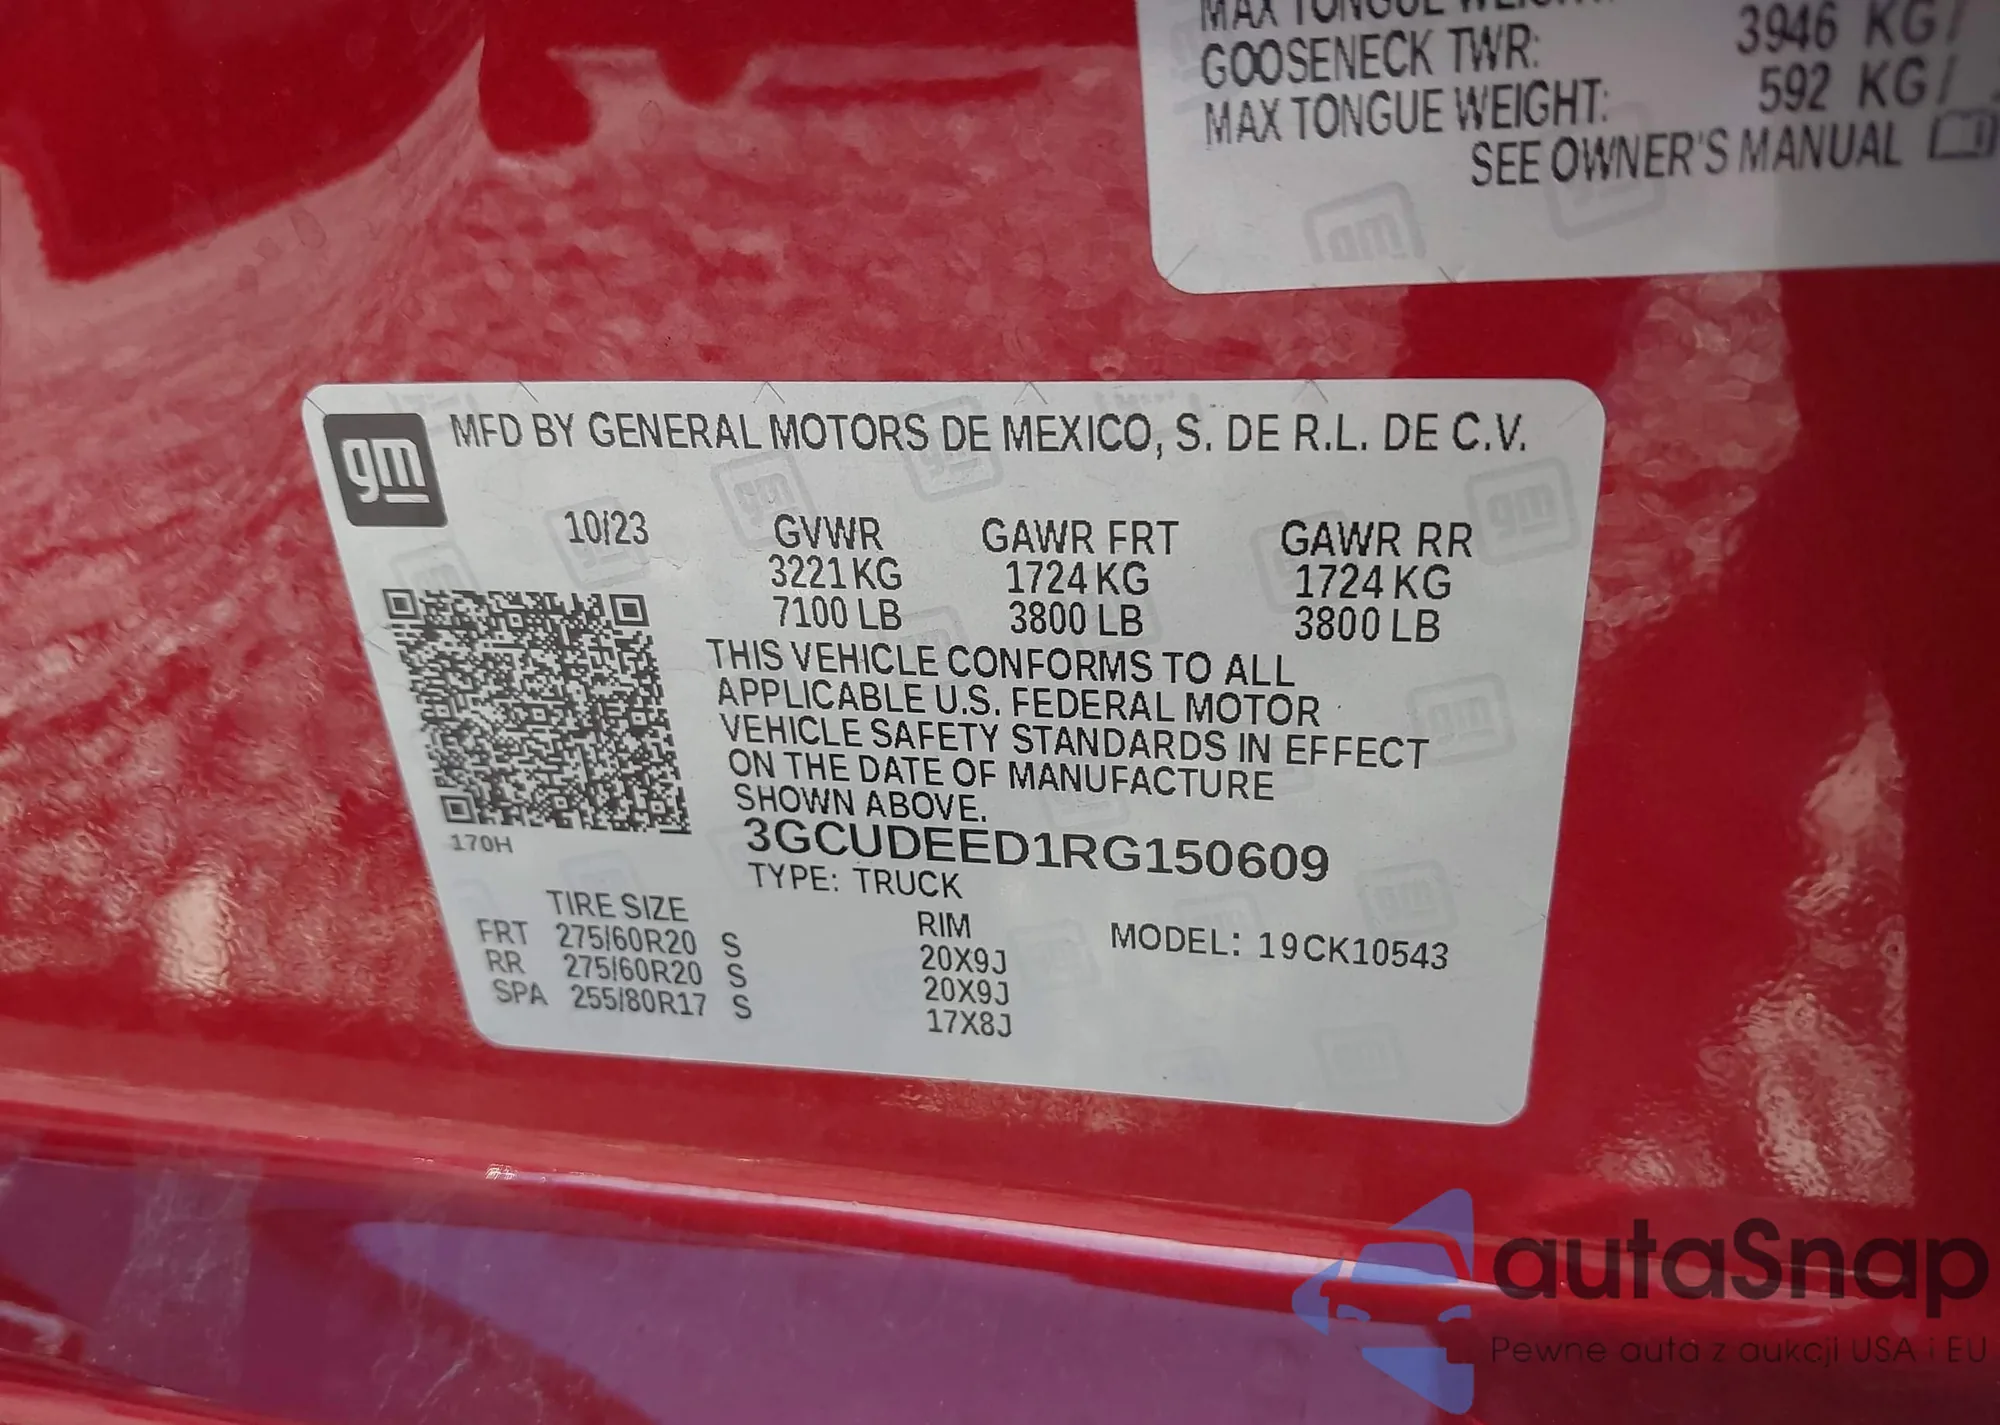 MAX TONGUE WEIGHT:
GOOSENECK TWR: 3946 KG/
MAX TONGUE WEIGHT: 592 KG/
SEE OWNER'S MANUAL
gm
MFD BY GENERAL MOTORS DE MEXICO, S. DE R.L. DE C.V.
10/23 GVWR GAWR FRT GAWR RR
3221 KG 1724 KG 1724 KG
7100 LB 3800 LB 3800 LB
THIS VEHICLE CONFORMS TO ALL
APPLICABLE U.S. FEDERAL MOTOR
VEHICLE SAFETY STANDARDS IN EFFECT
ON THE DATE OF MANUFACTURE
SHOWN ABOVE.
3GCUDEED1RG150609
170H
TYPE: TRUCK
TIRE SIZE RIM MODEL: 19CK10543
FRT 275/60R20 S 20X9J
RR 275/60R20 S 20X9J
SPA 255/80R17 S 17X8J
autaSnap
Pewne auta z aukcji USA i EU